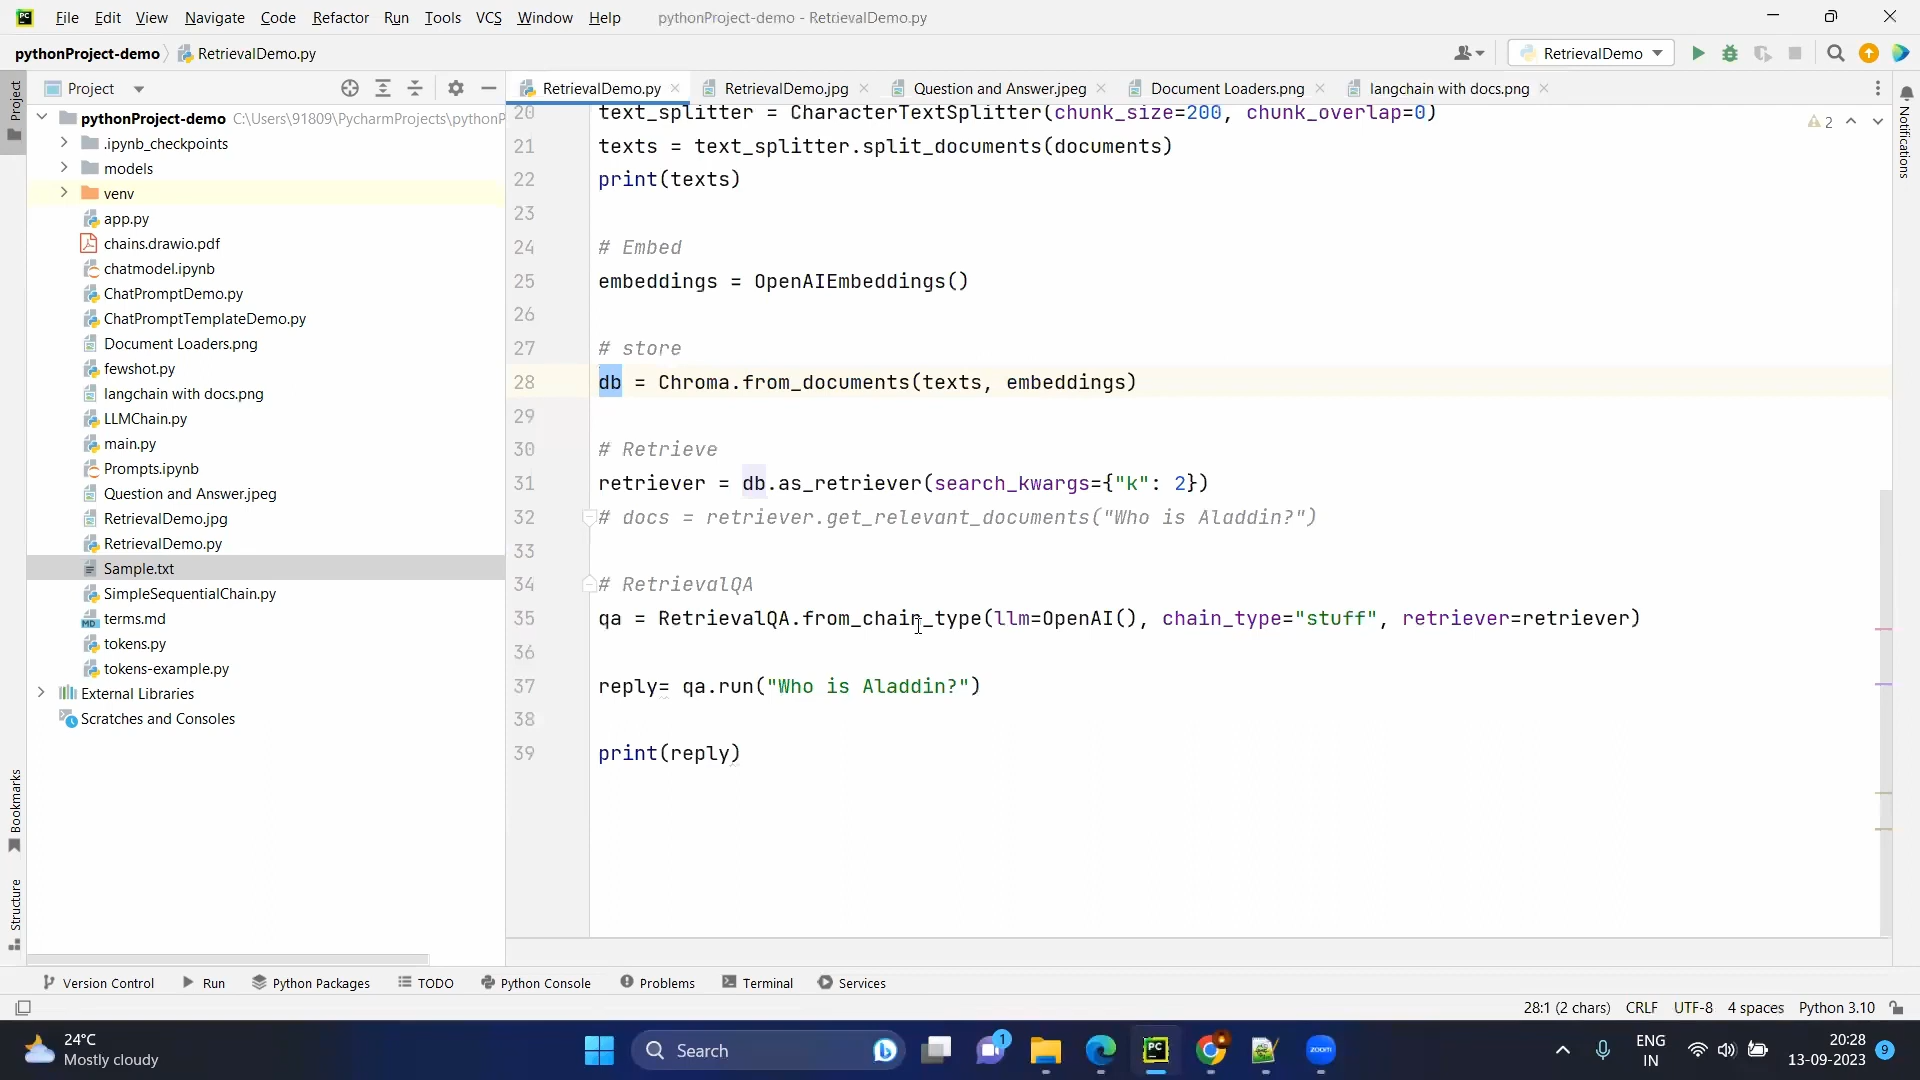 PC File Edit View Navigate Code Refactor Run Tools VCS Window Help pythonProject-demo - RetrievalDemo.py
pythonProject-demo RetrievalDemo.py RetrievalDemo
Project Project RetrievalDemo.py RetrievalDemo.jpg Question and Answer.jpeg Document Loaders.png langchain with docs.png Notifications
pythonProject-demo C:\Users\91809\PycharmProjects\pythonP
.ipynb_checkpoints
models
venv
app.py
chains.drawio.pdf
chatmodel.ipynb
ChatPromptDemo.py
ChatPromptTemplateDemo.py
Document Loaders.png
fewshot.py
langchain with docs.png
LLMChain.py
main.py
Prompts.ipynb
Question and Answer.jpeg
RetrievalDemo.jpg
RetrievalDemo.py
Sample.txt
SimpleSequentialChain.py
MD terms.md
tokens.py
tokens-example.py
External Libraries
Scratches and Consoles
Bookmarks
Structure
20 text_splitter = CharacterTextSplitter(chunk_size=200, chunk_overlap=0)
2
21 texts = text_splitter.split_documents(documents)
22 print(texts)
23
24 # Embed
25 embeddings = OpenAIEmbeddings()
26
27 # store
28 db = Chroma.from_documents(texts, embeddings)
29
30 # Retrieve
31 retriever = db.as_retriever(search_kwargs={"k": 2})
32 # docs = retriever.get_relevant_documents("Who is Aladdin?")
33
34 # RetrievalQA
35 qa = RetrievalQA.from_chain_type(llm=OpenAI(), chain_type="stuff", retriever=retriever)
36
37 reply= qa.run("Who is Aladdin?")
38
39 print(reply)
Version Control Run Python Packages TODO Python Console Problems Terminal Services
28:1 (2 chars) CRLF UTF-8 4 spaces Python 3.10
24°C
Mostly cloudy
Search
1
PC
zoom
ENG
IN
20:28
13-09-2023
9